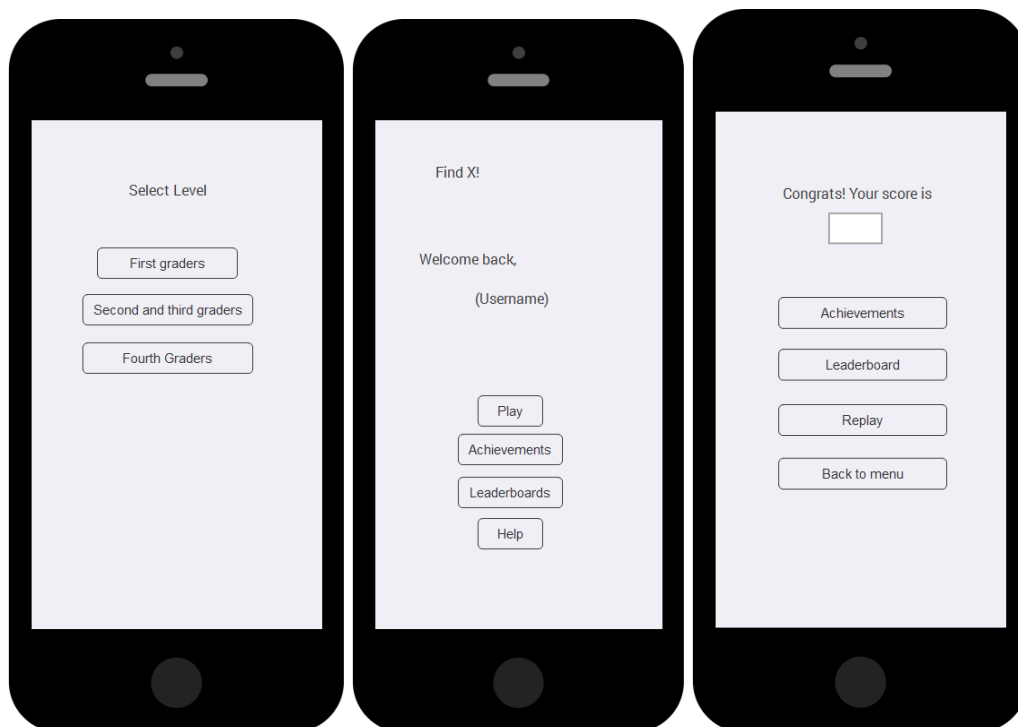 Select Level
First graders
Second and third graders
Fourth Graders
Find X!
Welcome back,
(Username)
Play
Achievements
Leaderboards
Help
Congrats! Your score is
Achievements
Leaderboard
Replay
Back to menu